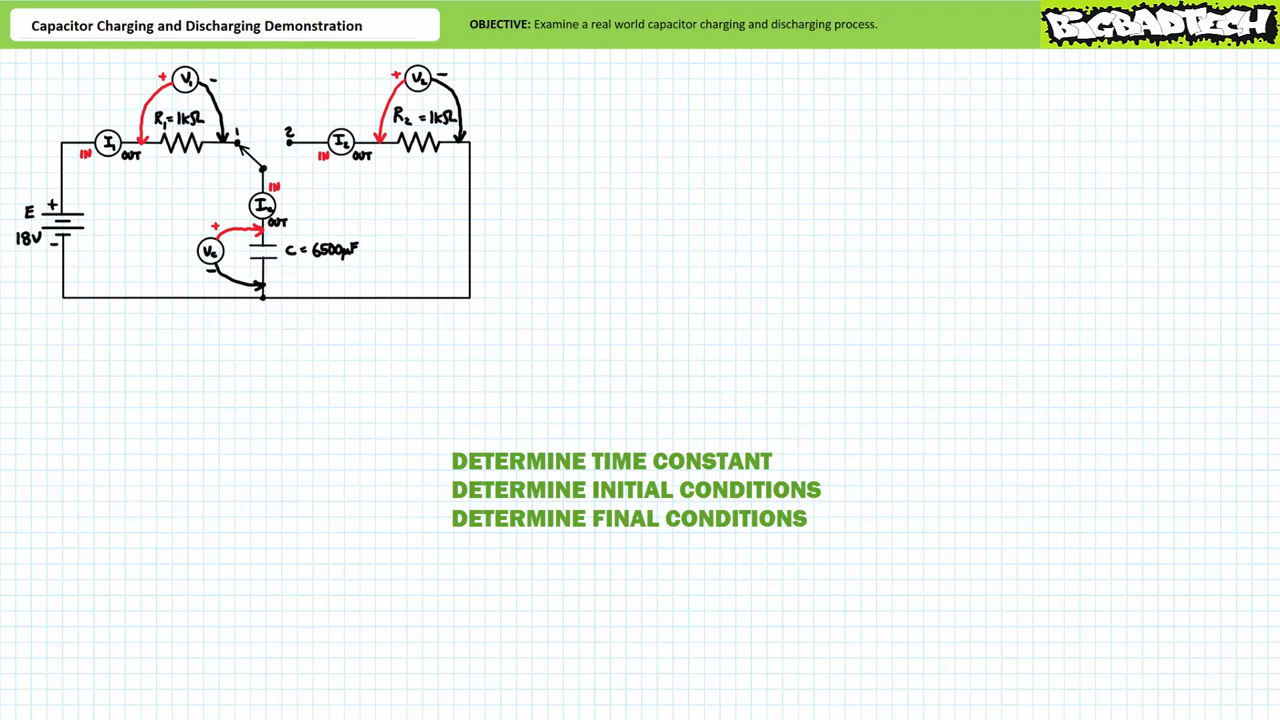 Capacitor Charging and Discharging Demonstration
OBJECTIVE: Examine a real world capacitor charging and discharging process.
BIGBADTECH
+ V₁ -
+ V₂ -
R₁=1kΩ
R₂=1kΩ
1
2
I₁
IN
OUT
I₂
IN
OUT
IN
OUT
E
18V
+
-
+
-
C = 6500μF
DETERMINE TIME CONSTANT
DETERMINE INITIAL CONDITIONS
DETERMINE FINAL CONDITIONS